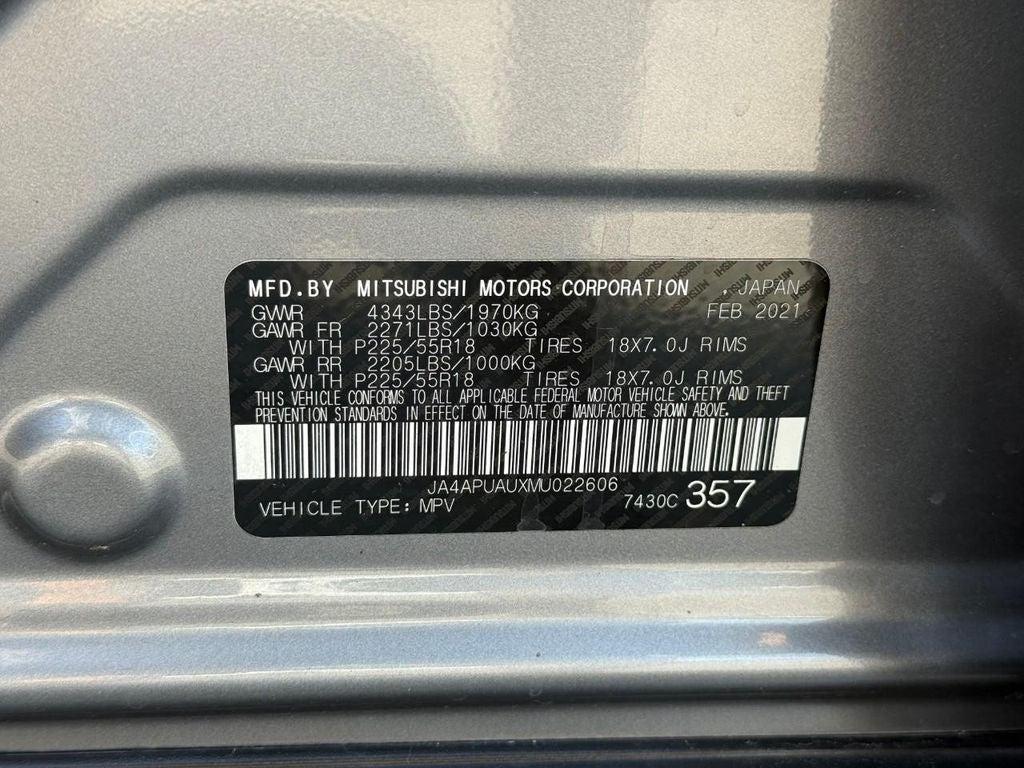 MFD.BY MITSUBISHI MOTORS CORPORATION , JAPAN
GVWR 4343LBS/1970KG FEB 2021
GAWR FR 2271LBS/1030KG
WITH P225/55R18 TIRES 18X7.0J RIMS
GAWR RR 2205LBS/1000KG
WITH P225/55R18 TIRES 18X7.0J RIMS
THIS VEHICLE CONFORMS TO ALL APPLICABLE FEDERAL MOTOR VEHICLE SAFETY AND THEFT
PREVENTION STANDARDS IN EFFECT ON THE DATE OF MANUFACTURE SHOWN ABOVE.
JA4APUAUXMU022606
VEHICLE TYPE:MPV 7430C 357